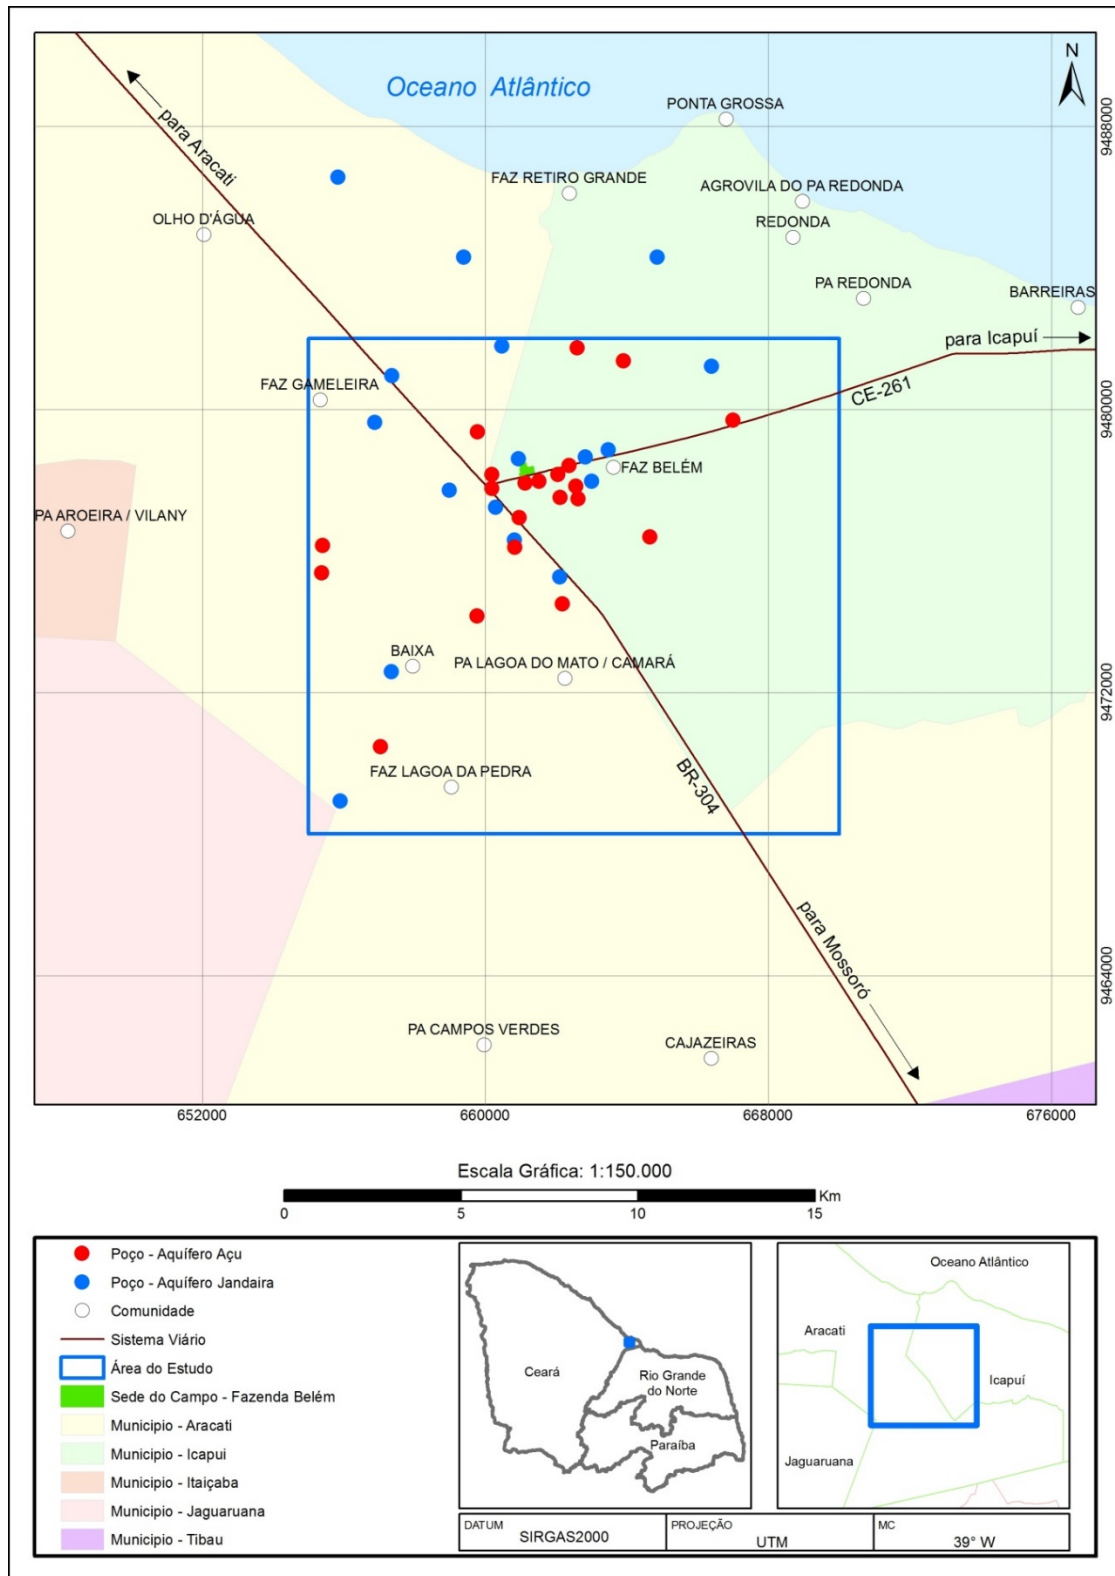 N
Oceano Atlântico
PONTA GROSSA
9488000
para Aracati
FAZ RETIRO GRANDE
AGROVILA DO PA REDONDA
OLHO D'ÁGUA
REDONDA
PA REDONDA
BARREIRAS
para Icapuí
FAZ GAMELEIRA
CE-261
9480000
FAZ BELÉM
PA AROEIRA / VILANY
BAIXA
PA LAGOA DO MATO / CAMARÁ
9472000
FAZ LAGOA DA PEDRA
BR-304
para Mossoró
9464000
PA CAMPOS VERDES
CAJAZEIRAS
652000
660000
668000
676000
Escala Gráfica: 1:150.000
Km
0
5
10
15
Poço - Aquífero Açu
Poço - Aquífero Jandaira
Comunidade
Sistema Viário
Área do Estudo
Sede do Campo - Fazenda Belém
Municipio - Aracati
Municipio - Icapui
Municipio - Itaiçaba
Municipio - Jaguaruana
Municipio - Tibau
Ceará
Rio Grande
do Norte
Paraíba
Oceano Atlântico
Aracati
Icapuí
Jaguaruana
DATUM
SIRGAS2000
PROJEÇÃO
UTM
MC
39° W